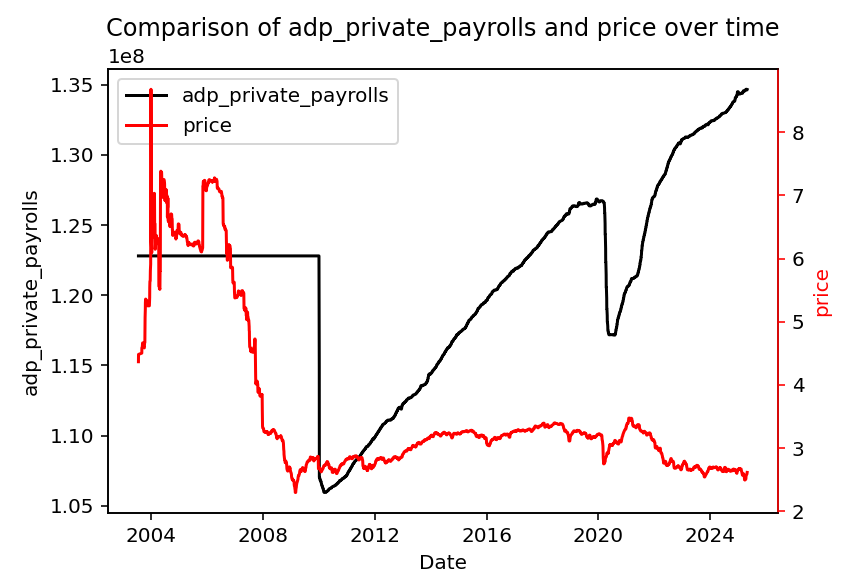 Comparison of adp_private_payrolls and price over time
1e8
adp_private_payrolls
price
1.35
1.30
1.25
1.20
1.15
1.10
1.05
adp_private_payrolls
8
7
6
5
4
3
2
price
2004 2008 2012 2016 2020 2024
Date